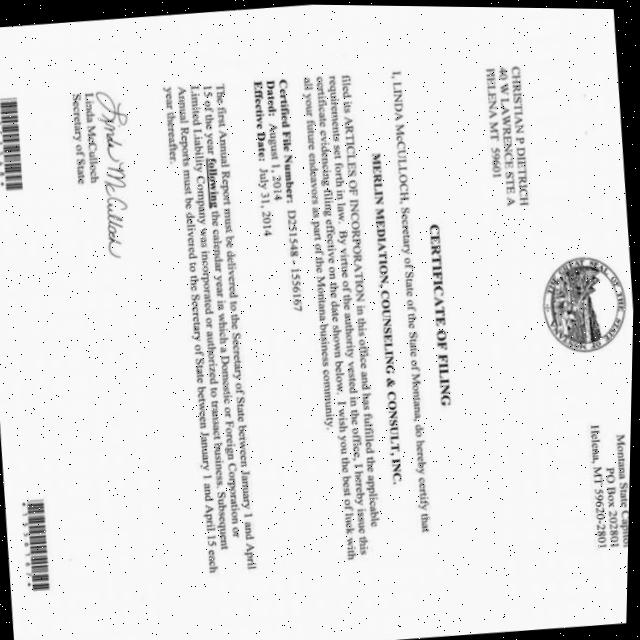 Montana State Capitol
PO Box 202801
Helena, MT 59620-2801
CHRISTIAN P DIETRICH
40 W LAWRENCE STE A
HELENA MT 59601
CERTIFICATE OF FILING
I, LINDA McCULLOCH, Secretary of State of the State of Montana, do hereby certify that
MERLIN MEDIATION, COUNSELING & CONSULT, INC.
filed its ARTICLES OF INCORPORATION in this office and has fulfilled the applicable
requirements set forth in law. By virtue of the authority vested in the office, I hereby issue this
certificate evidencing filing effective on the date shown below. I wish you the best of luck with
all your future endeavors as part of the Montana business community.
Certified File Number: D251548 - 1556167
Dated: August 1, 2014
Effective Date: July 31, 2014
The first Annual Report must be delivered to the Secretary of State between January 1 and April
15 of the year following the calendar year in which a Domestic or Foreign Corporation or
Limited Liability Company was incorporated or authorized to transact business. Subsequent
Annual Reports must be delivered to the Secretary of State between January 1 and April 15 each
year thereafter.
Linda McCulloch
Linda McCulloch
Secretary of State